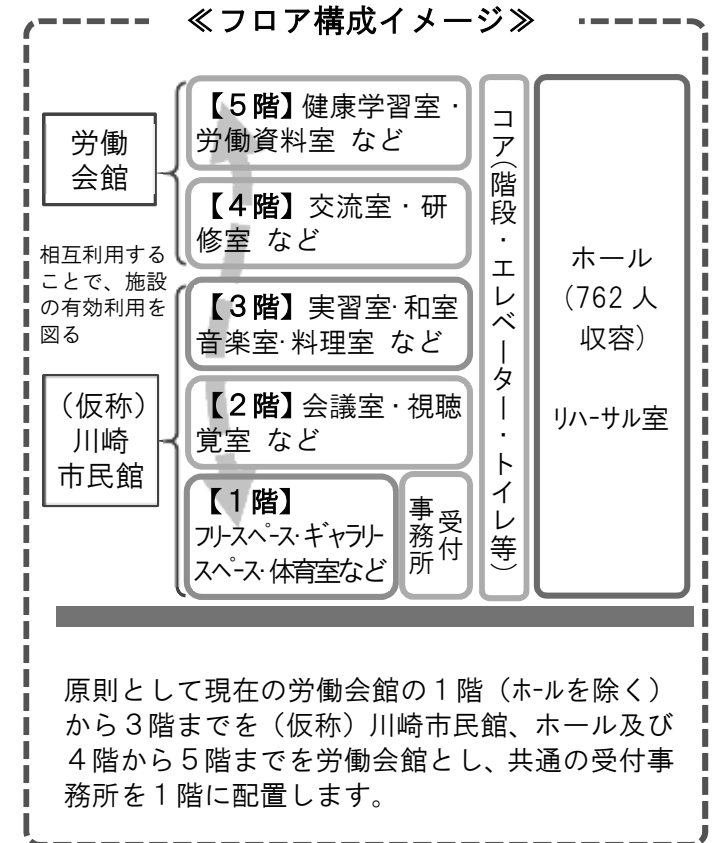 ≪フロア構成イメージ≫
労働
会館
【5階】健康学習室・
労働資料室 など
【4階】交流室・研
修室 など
相互利用する
ことで、施設
の有効利用を
図る
(仮称)
川崎
市民館
【3階】実習室・和室
音楽室・料理室 など
【2階】会議室・視聴
覚室 など
【1階】
フリースペース・ギャラリー
スペース・体育室など
受付
事務所
コア(階段・エレベーター・トイレ等)
ホール
(762人
収容)
リハーサル室
原則として現在の労働会館の1階(ホールを除く)
から3階までを(仮称)川崎市民館、ホール及び
4階から5階までを労働会館とし、共通の受付事
務所を1階に配置します。